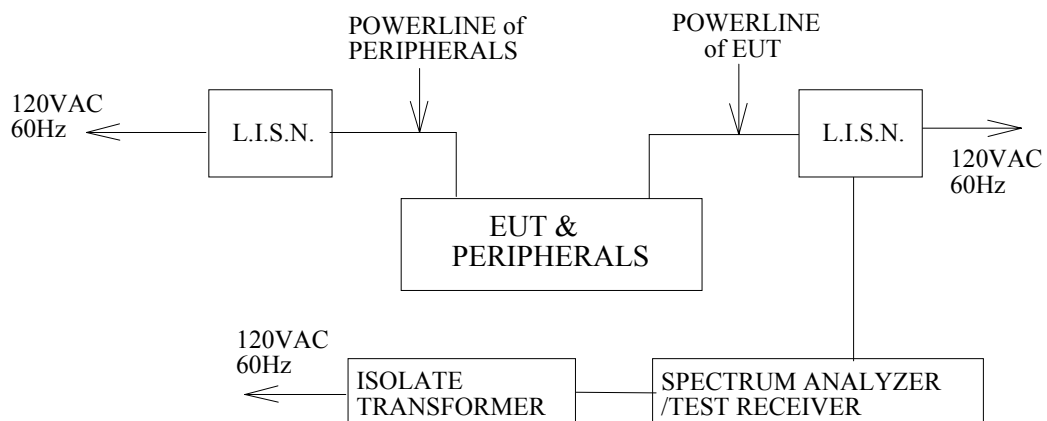 POWERLINE of
PERIPHERALS
POWERLINE
of EUT
120VAC
60Hz
L.I.S.N.
L.I.S.N.
120VAC
60Hz
EUT &
PERIPHERALS
120VAC
60Hz
ISOLATE
TRANSFORMER
SPECTRUM ANALYZER
/TEST RECEIVER